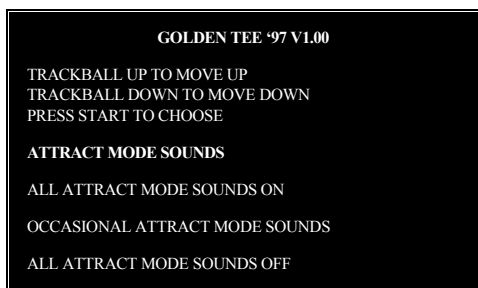 GOLDEN TEE ‘97 V1.00
TRACKBALL UP TO MOVE UP
TRACKBALL DOWN TO MOVE DOWN
PRESS START TO CHOOSE
ATTRACT MODE SOUNDS
ALL ATTRACT MODE SOUNDS ON
OCCASIONAL ATTRACT MODE SOUNDS
ALL ATTRACT MODE SOUNDS OFF